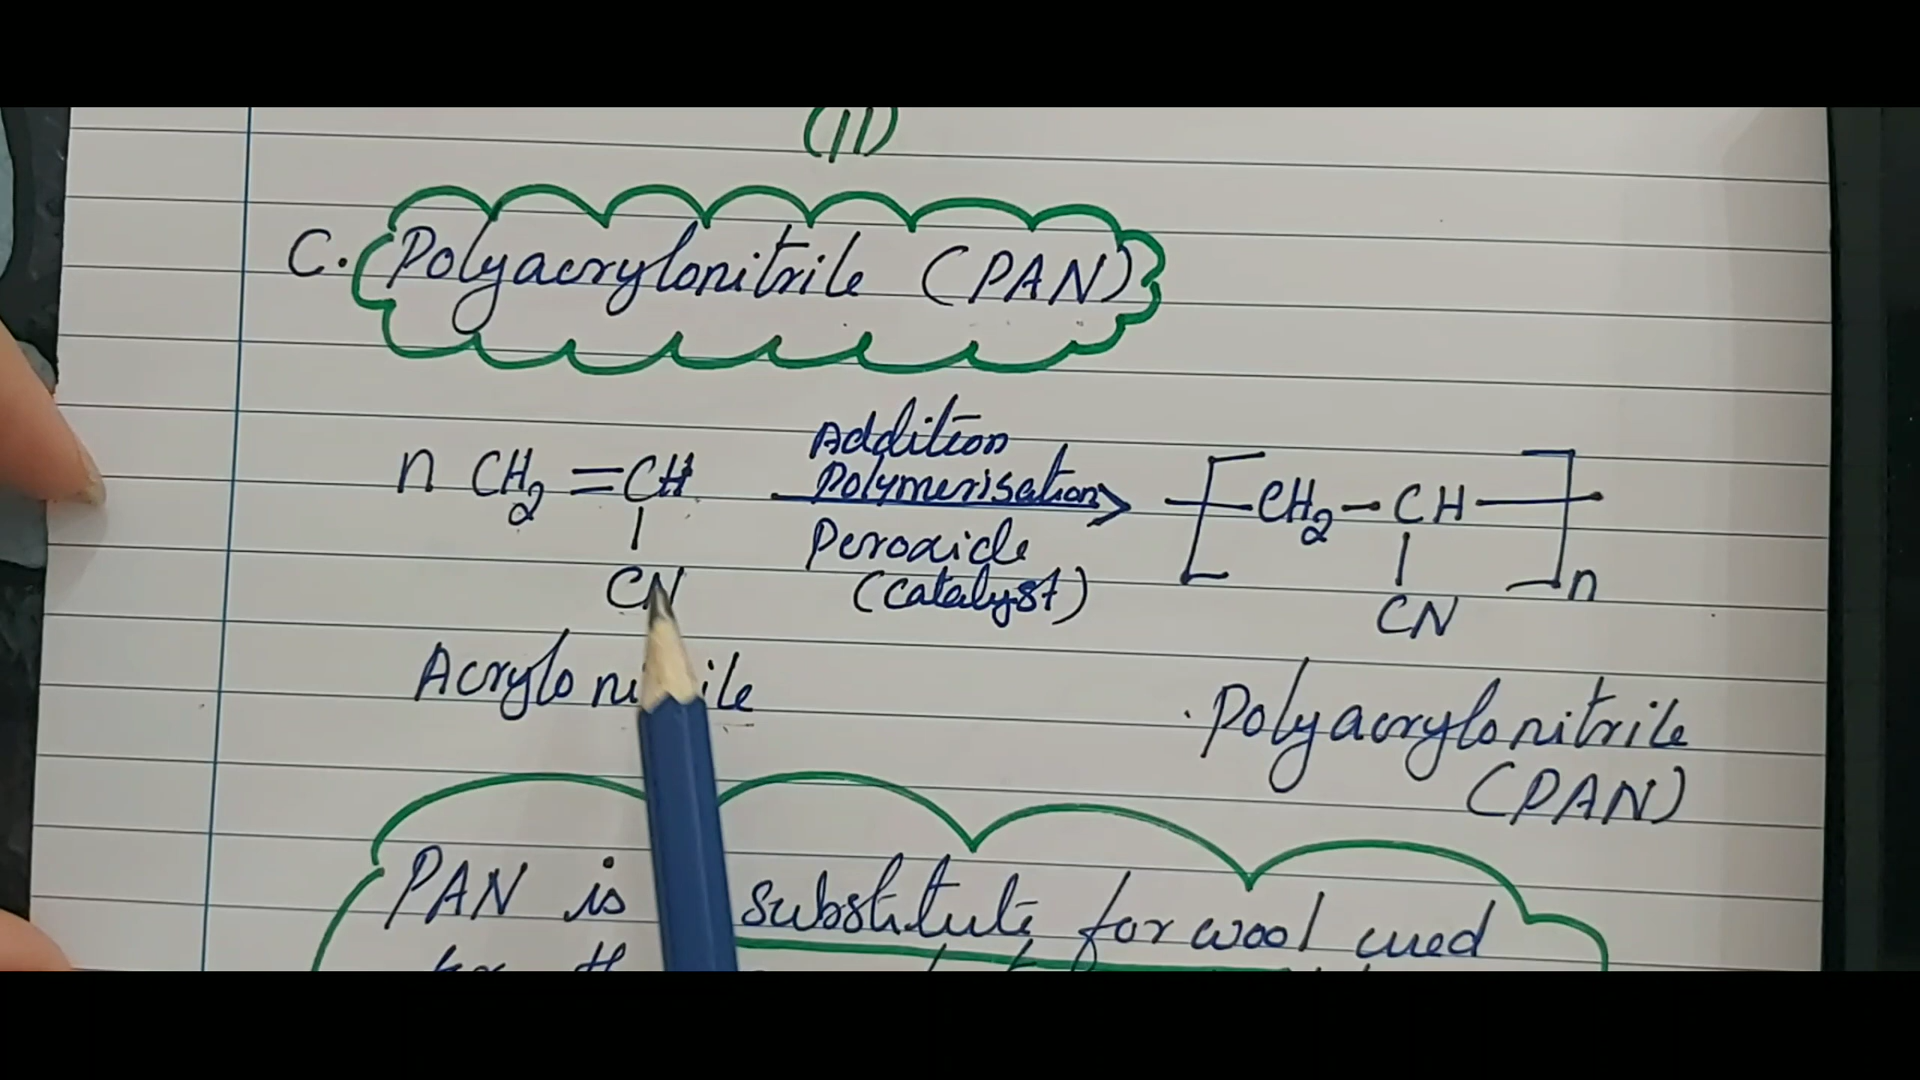 (11)
C. Polyacrylonitrile (PAN)
n CH2 = CH Addition Polymerisation [ CH2 - CH ] n
CN Peroxide (catalyst) CN
Acrylonitrile Polyacrylonitrile
(PAN)
PAN is substitute for wool used